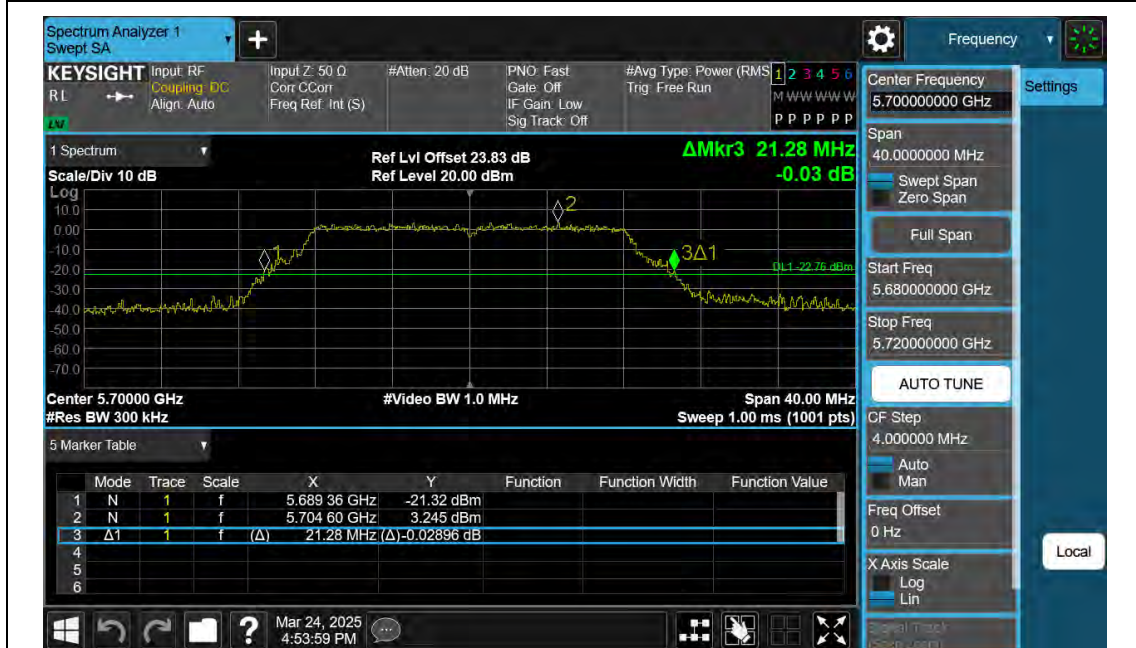 Spectrum Analyzer 1
Swept SA
+
Frequency
KEYSIGHT
RL
LXI
Input: RF
Coupling: DC
Align: Auto
Input Z: 50 Ω
Corr CCorr
Freq Ref: Int (S)
#Atten: 20 dB
PNO: Fast
Gate: Off
IF Gain: Low
Sig Track: Off
#Avg Type: Power (RMS
Trig: Free Run
1 2 3 4 5 6
M W W W W W
P P P P P P
Center Frequency
5.700000000 GHz
Settings
Span
40.0000000 MHz
Swept Span
Zero Span
Full Span
Start Freq
5.680000000 GHz
Stop Freq
5.720000000 GHz
AUTO TUNE
CF Step
4.000000 MHz
Auto
Man
Freq Offset
0 Hz
X Axis Scale
Log
Lin
Signal Track
(Span Zoom)
Local
1 Spectrum
Scale/Div 10 dB
Ref Lvl Offset 23.83 dB
Ref Level 20.00 dBm
ΔMkr3 21.28 MHz
-0.03 dB
Log
10.0
0.00
-10.0
-20.0
-30.0
-40.0
-50.0
-60.0
-70.0
1
2
3Δ1
DL1 -22.76 dBm
Center 5.70000 GHz
#Res BW 300 kHz
#Video BW 1.0 MHz
Span 40.00 MHz
Sweep 1.00 ms (1001 pts)
5 Marker Table
Mode Trace Scale X Y Function Function Width Function Value
1 N 1 f 5.689 36 GHz -21.32 dBm
2 N 1 f 5.704 60 GHz 3.245 dBm
3 Δ1 1 f (Δ) 21.28 MHz (Δ) -0.02896 dB
4
5
6
?
Mar 24, 2025
4:53:59 PM